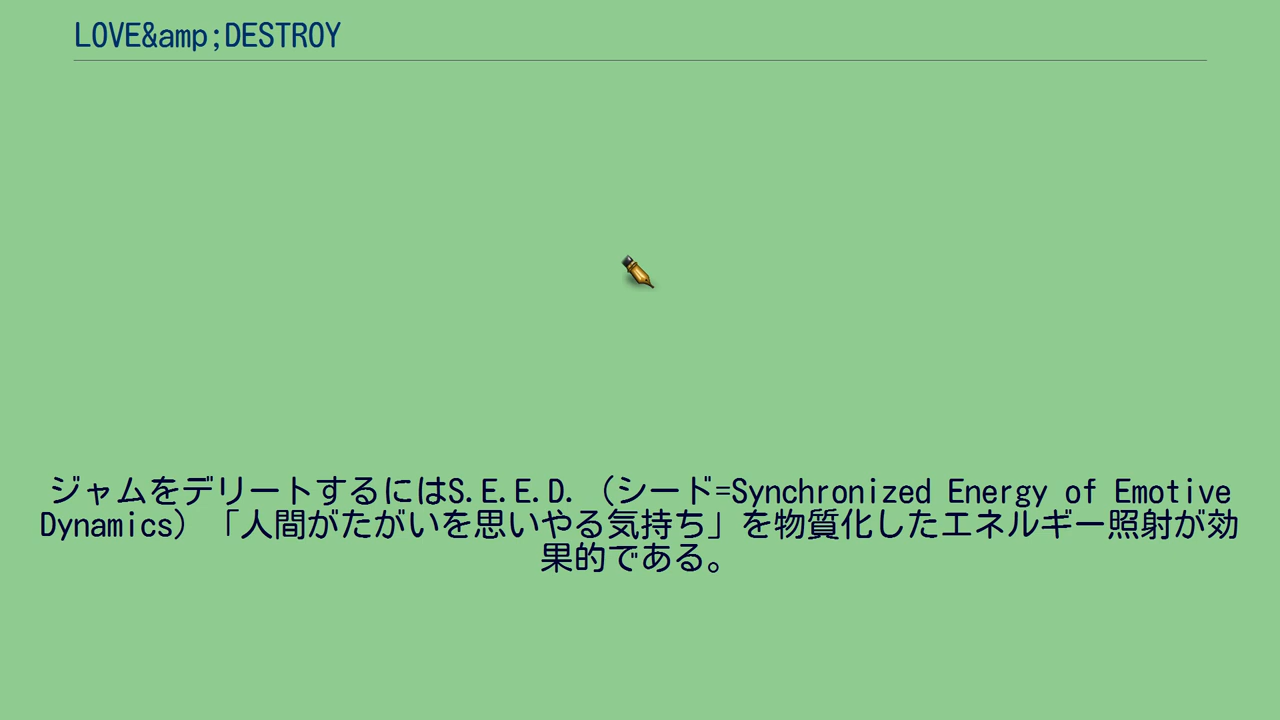 LOVE&amp;DESTROY
ジャムをデリートするにはS.E.E.D.（シード=Synchronized Energy of Emotive
Dynamics）「人間がたがいを思いやる気持ち」を物質化したエネルギー照射が効
果的である。